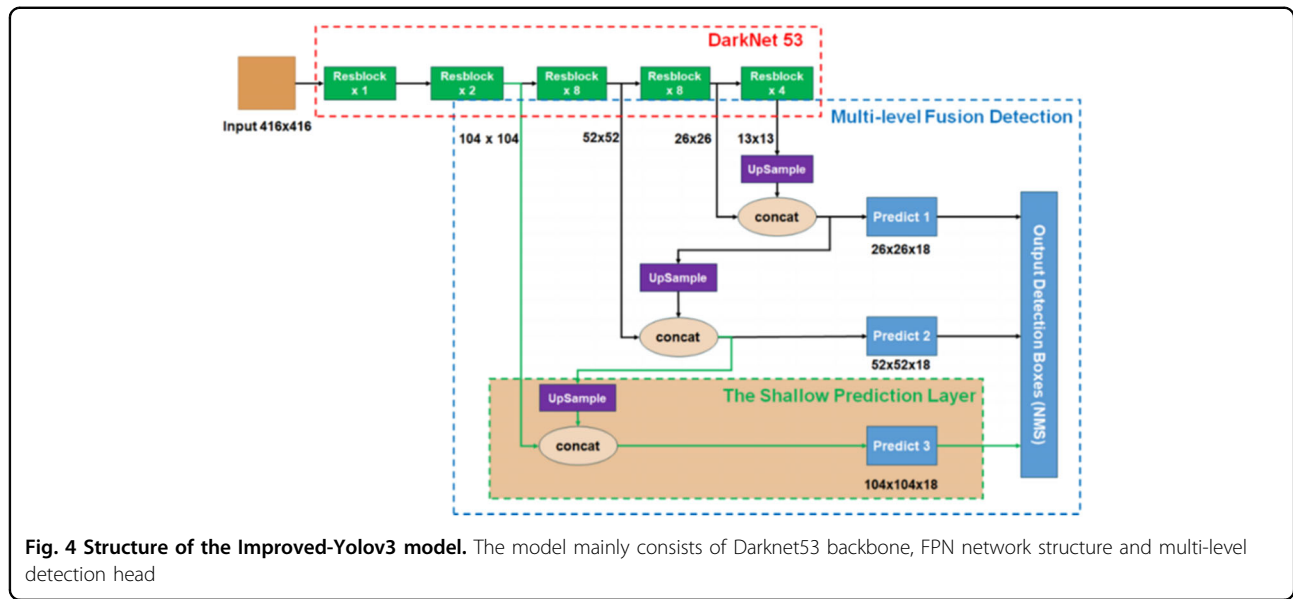 DarkNet 53
Resblock
x 1
Resblock
x 2
Resblock
x 8
Resblock
x 8
Resblock
x 4
Input 416x416
Multi-level Fusion Detection
104 x 104
52x52
26x26
13x13
UpSample
concat
Predict 1
26x26x18
UpSample
concat
Predict 2
52x52x18
The Shallow Prediction Layer
UpSample
concat
Predict 3
104x104x18
Output Detection Boxes (NMS)
Fig. 4 Structure of the Improved-Yolov3 model. The model mainly consists of Darknet53 backbone, FPN network structure and multi-level
detection head